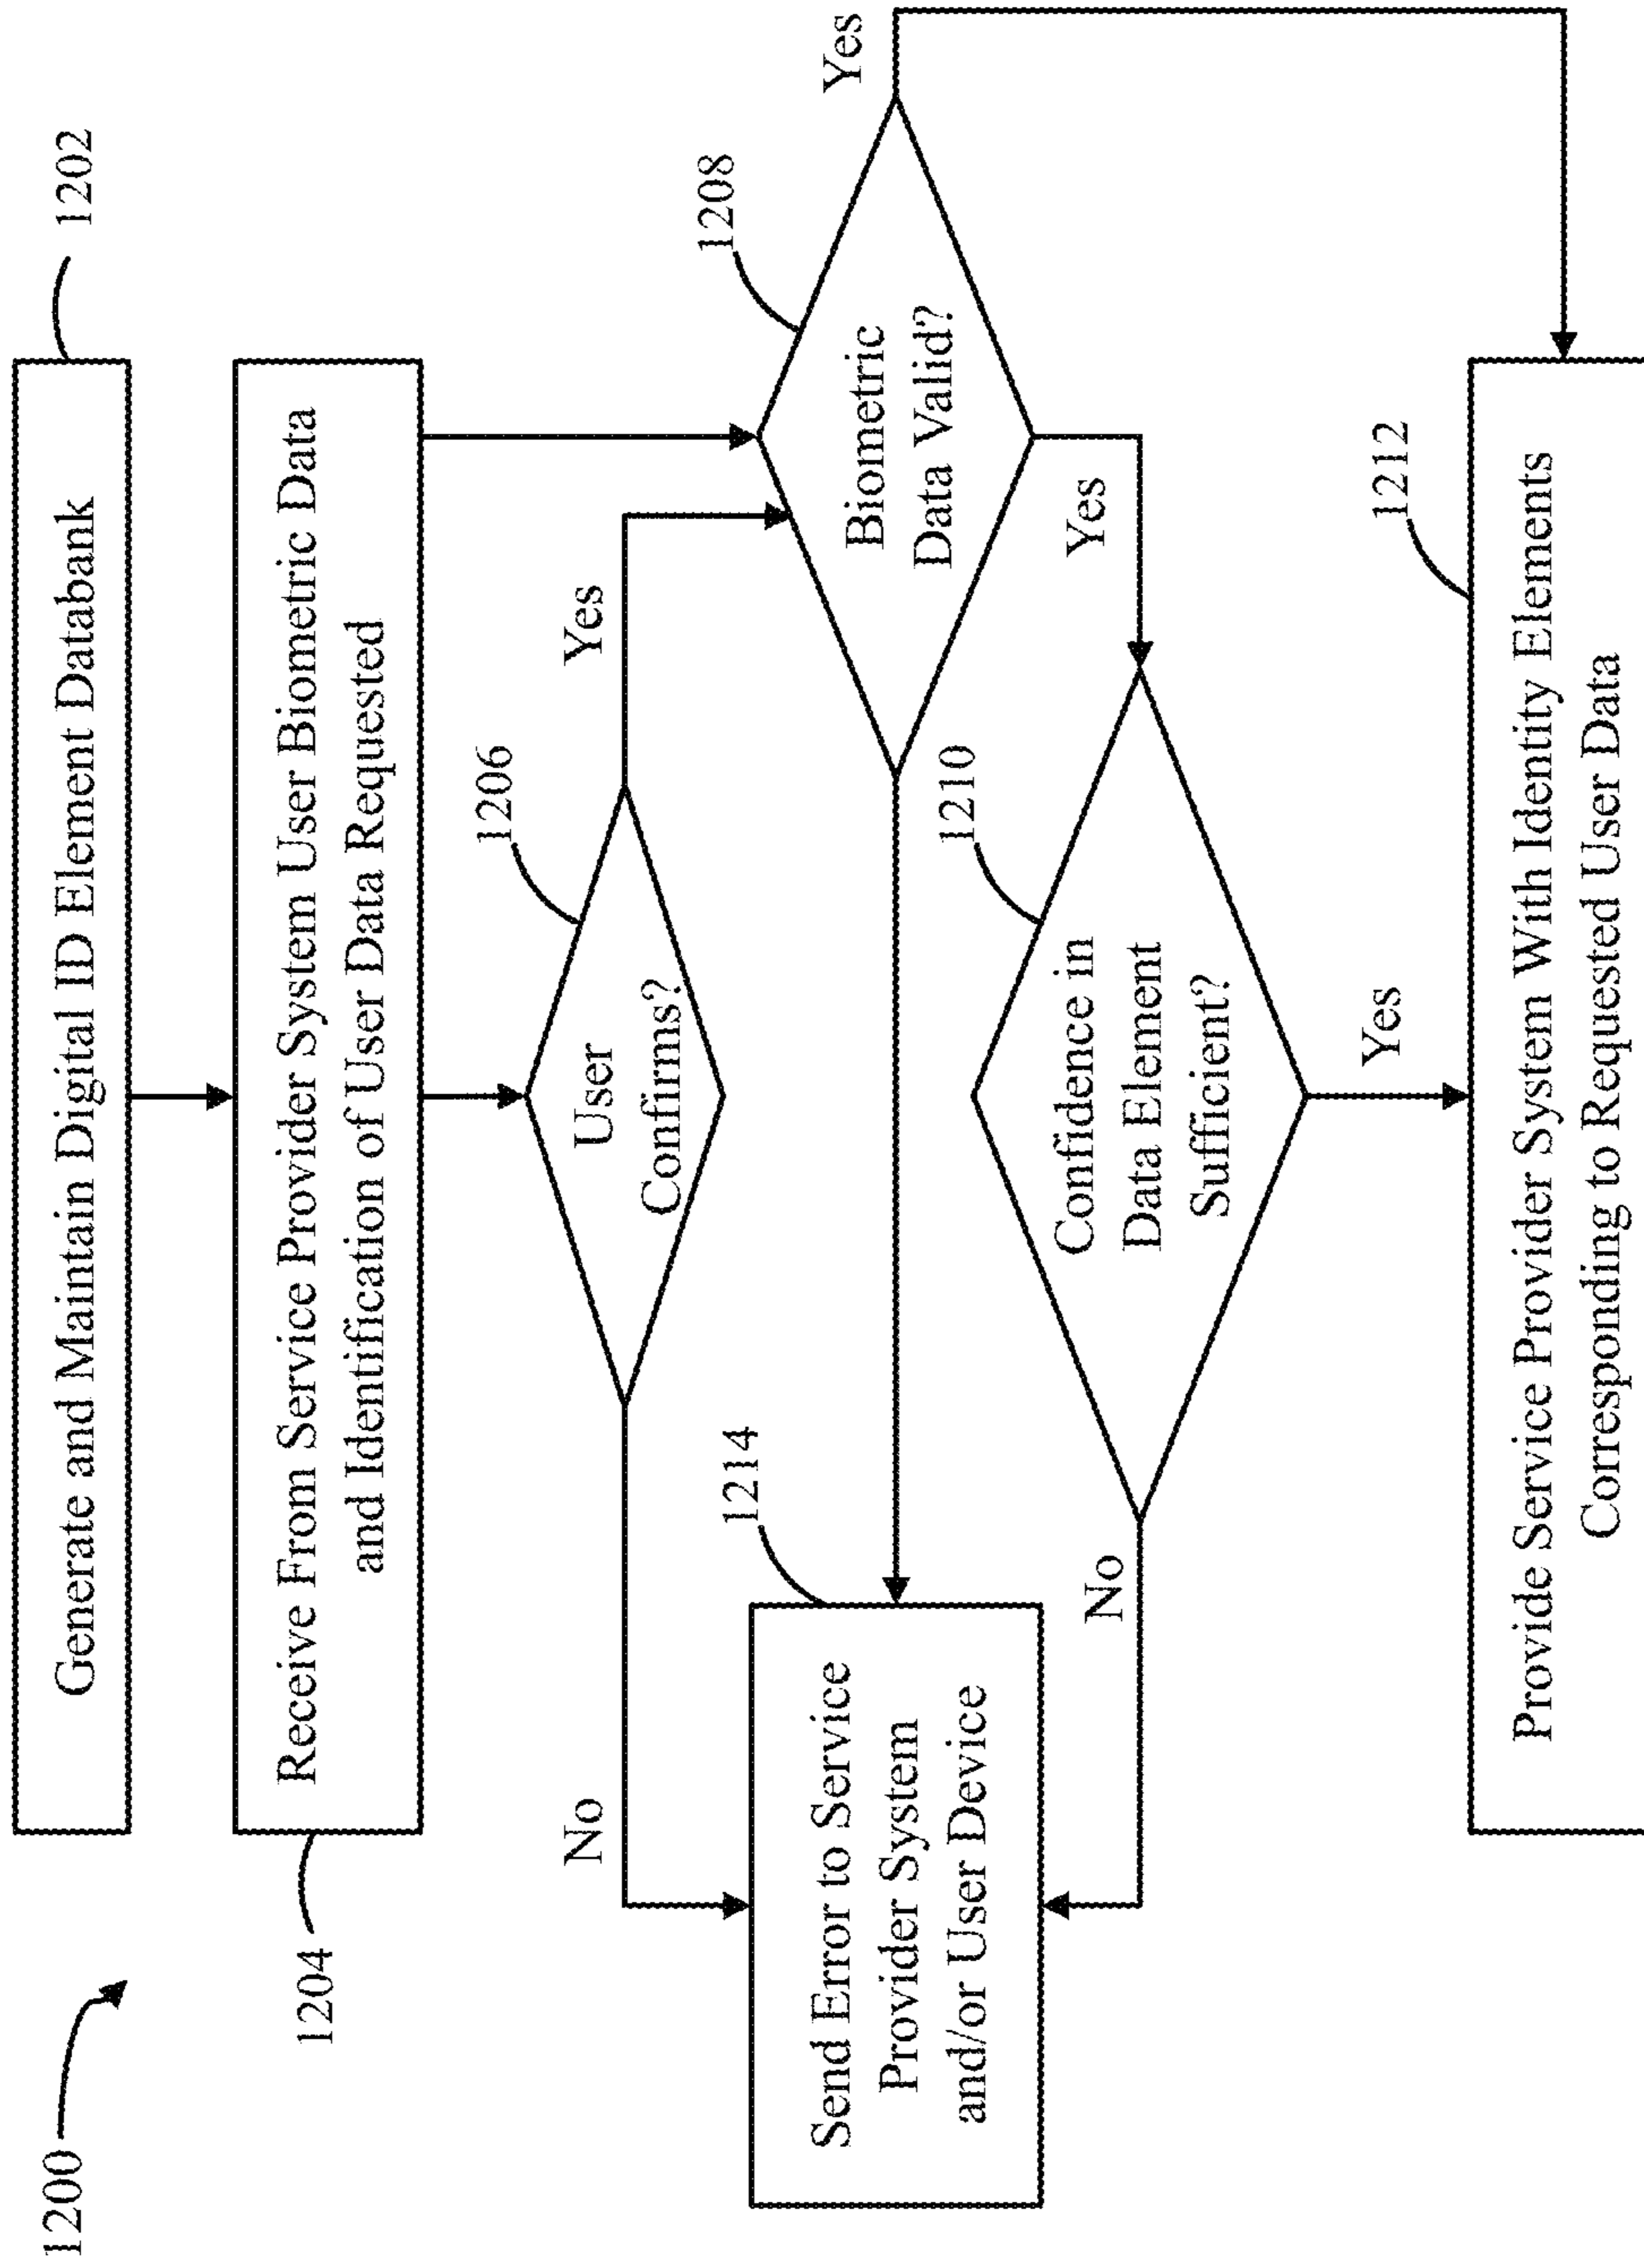 1200
Generate and Maintain Digital ID Element Databank
1202
Receive From Service Provider System User Biometric Data
and Identification of User Data Requested
1204
User
Confirms?
1206
No
Yes
Biometric
Data Valid?
1208
Yes
Yes
Send Error to Service
Provider System
and/or User Device
1214
Confidence in
Data Element
Sufficient?
1210
No
Yes
Provide Service Provider System With Identity Elements
Corresponding to Requested User Data
1212